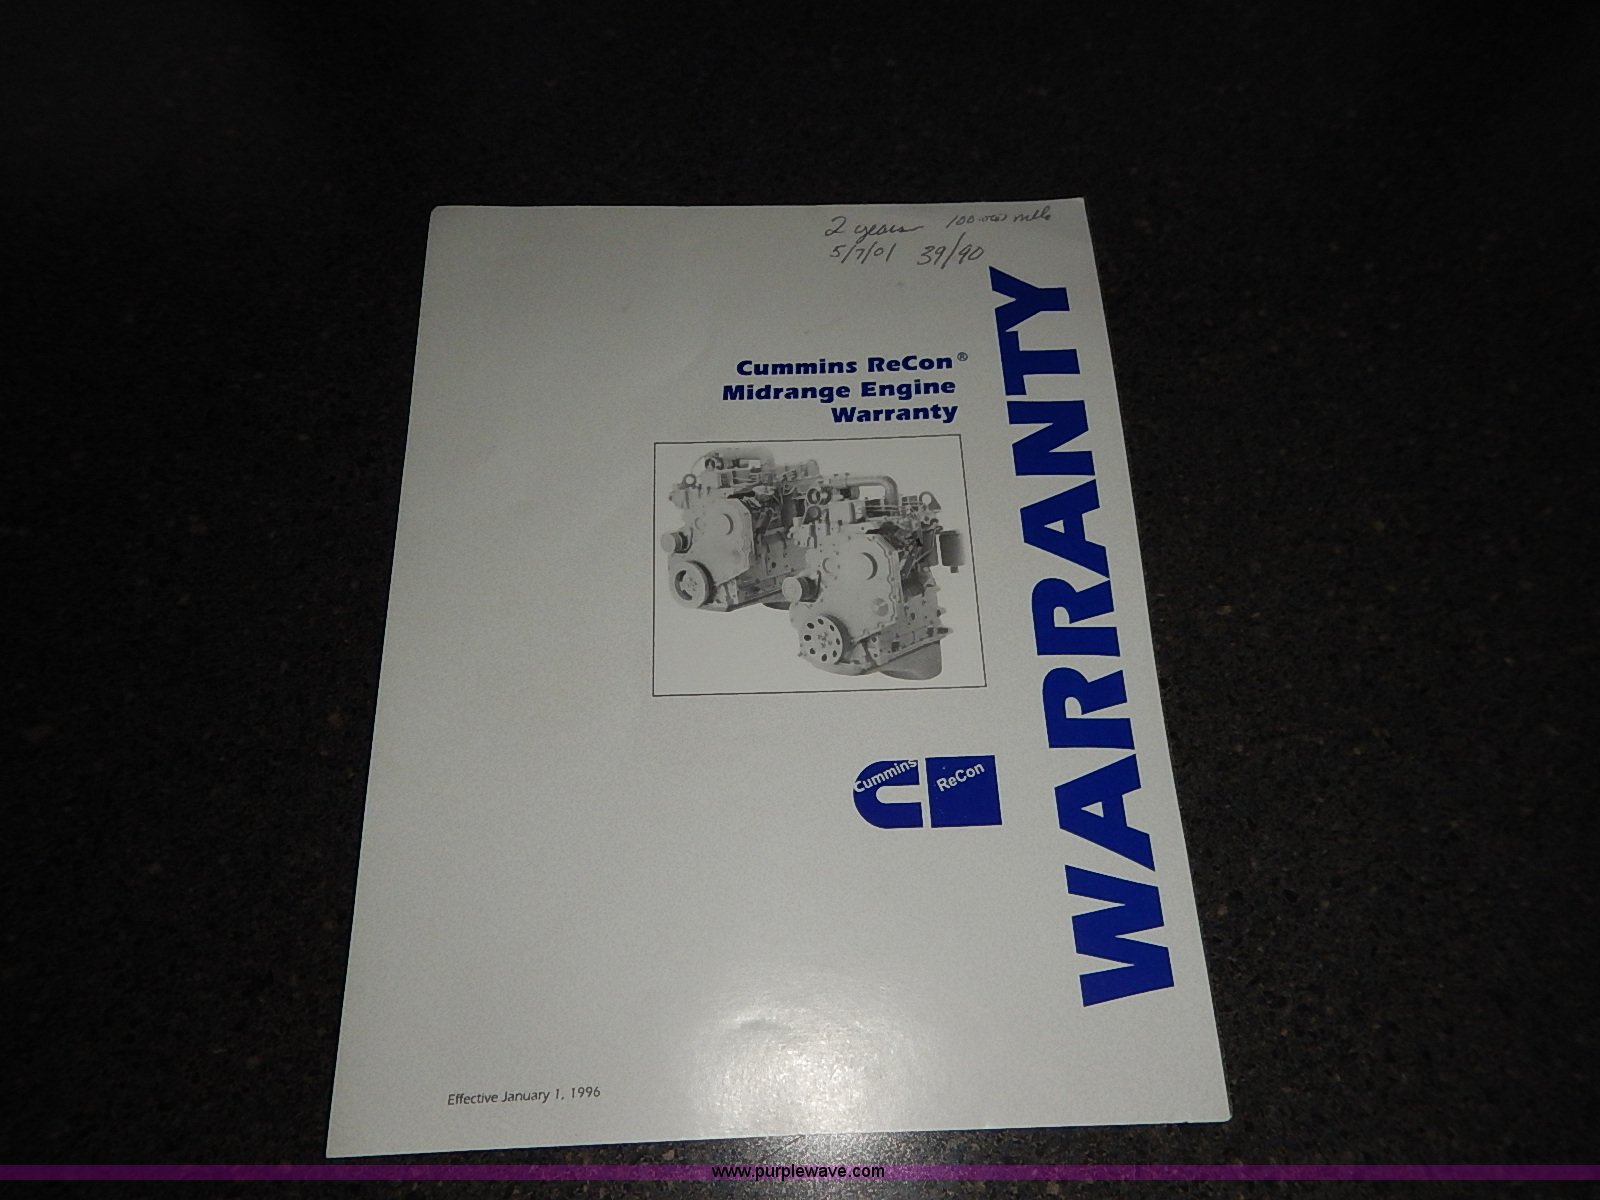 2 years 100,000 mile
5/7/01 39/90
Cummins ReCon®
Midrange Engine
Warranty
WARRANTY
Cummins ReCon
Effective January 1, 1996
www.purplewave.com